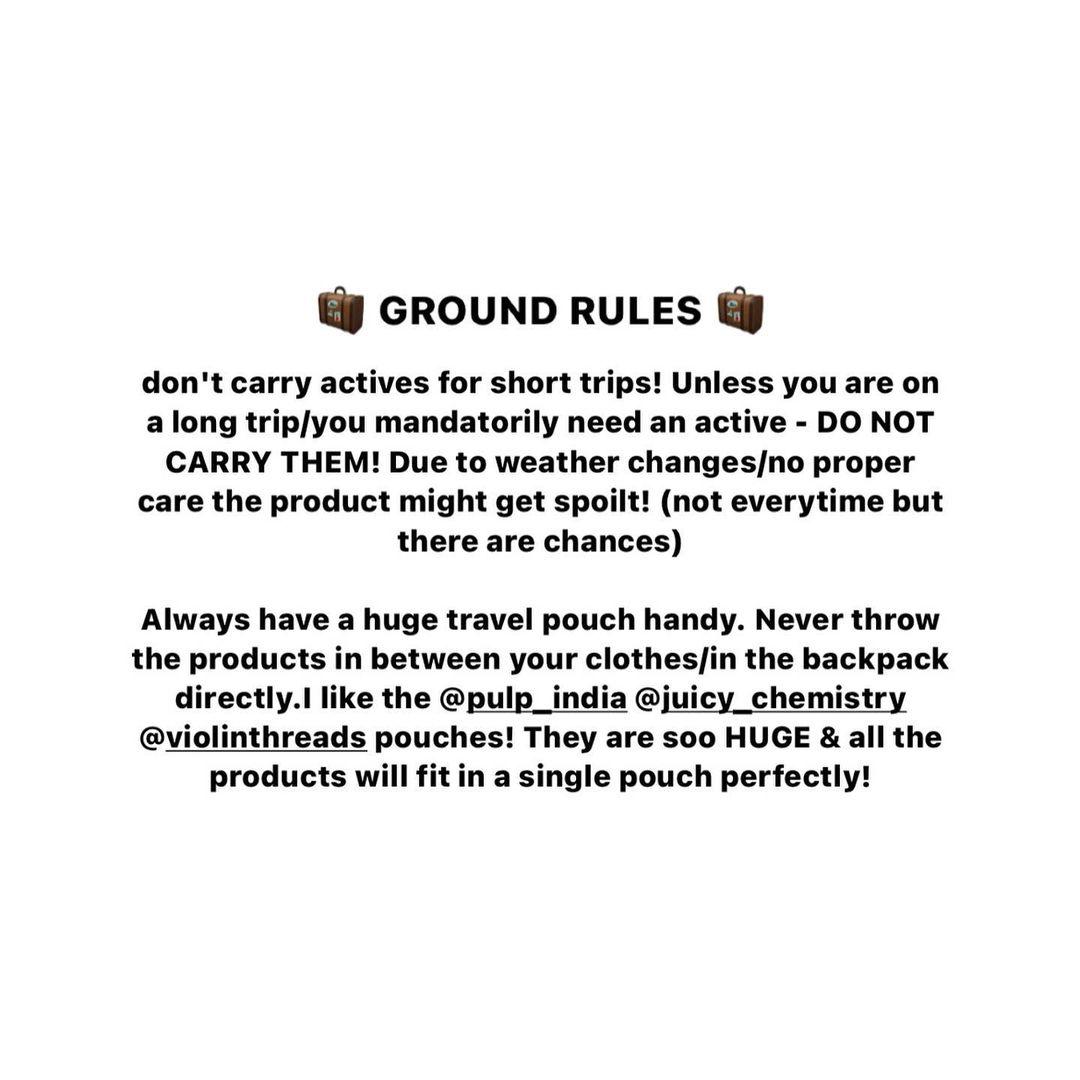 🧳 GROUND RULES 🧳
don't carry actives for short trips! Unless you are on
a long trip/you mandatorily need an active - DO NOT
CARRY THEM! Due to weather changes/no proper
care the product might get spoilt! (not everytime but
there are chances)
Always have a huge travel pouch handy. Never throw
the products in between your clothes/in the backpack
directly.I like the @pulp_india @juicy_chemistry
@violinthreads pouches! They are soo HUGE & all the
products will fit in a single pouch perfectly!